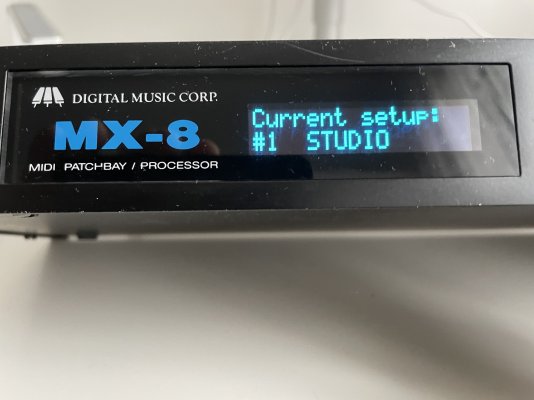 DIGITAL MUSIC CORP.
MX-8
MIDI PATCHBAY / PROCESSOR
Current setup:
#1 STUDIO